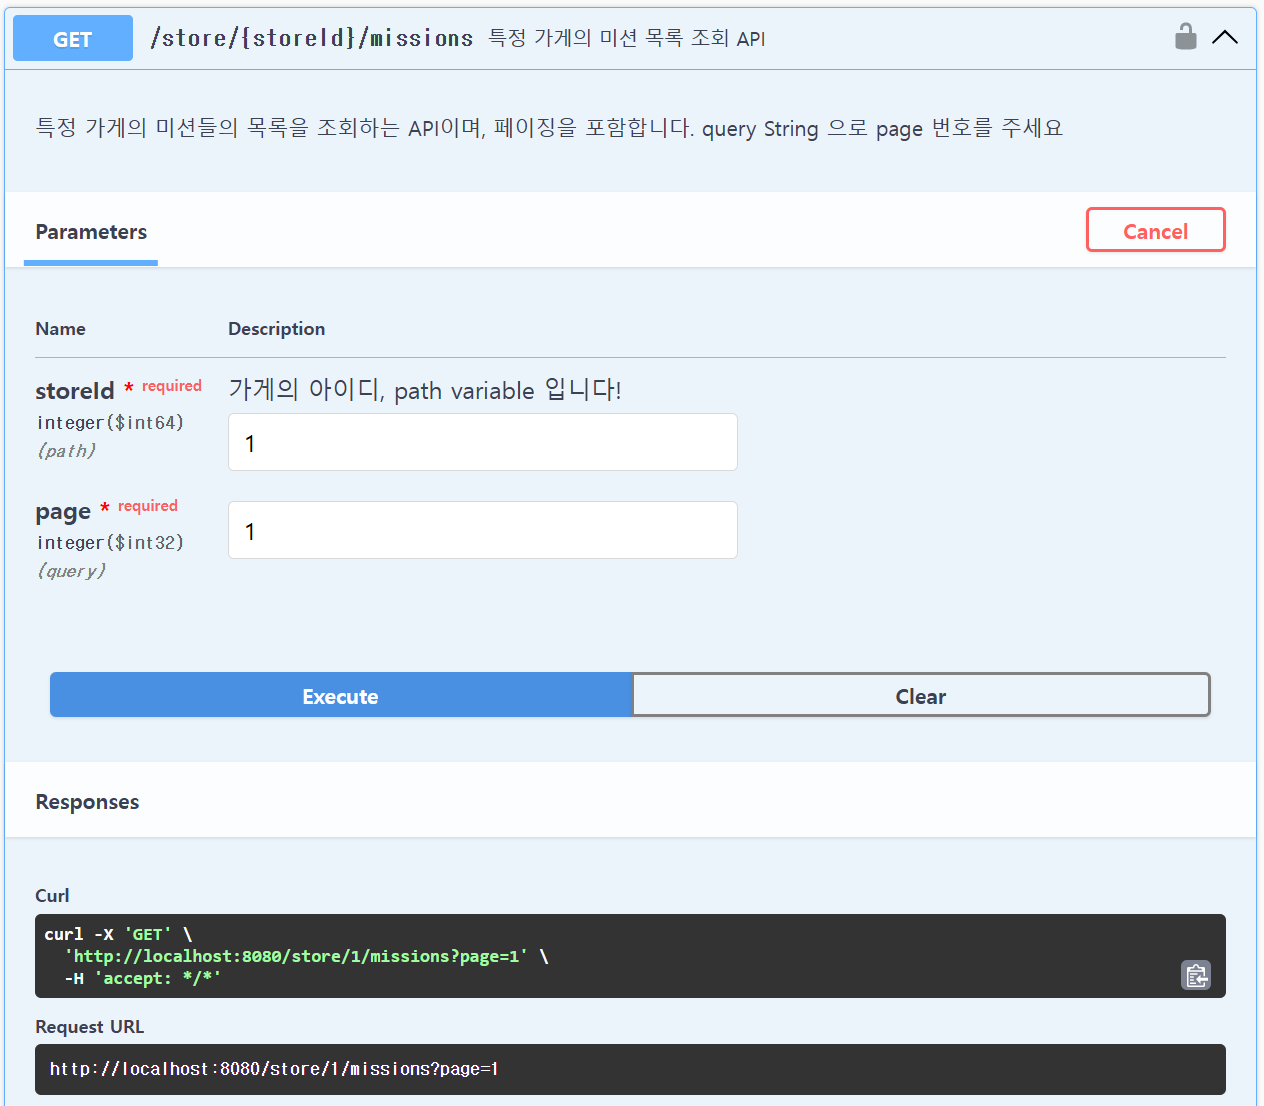 GET /store/{storeId}/missions 특정 가게의 미션 목록 조회 API
특정 가게의 미션들의 목록을 조회하는 API이며, 페이징을 포함합니다. query String 으로 page 번호를 주세요
Parameters Cancel
Name Description
storeId * required 가게의 아이디, path variable 입니다!
integer($int64)
(path)
1
page * required
integer($int32)
(query)
1
Execute Clear
Responses
Curl
curl -X 'GET' \
'http://localhost:8080/store/1/missions?page=1' \
-H 'accept: */*'
Request URL
http://localhost:8080/store/1/missions?page=1